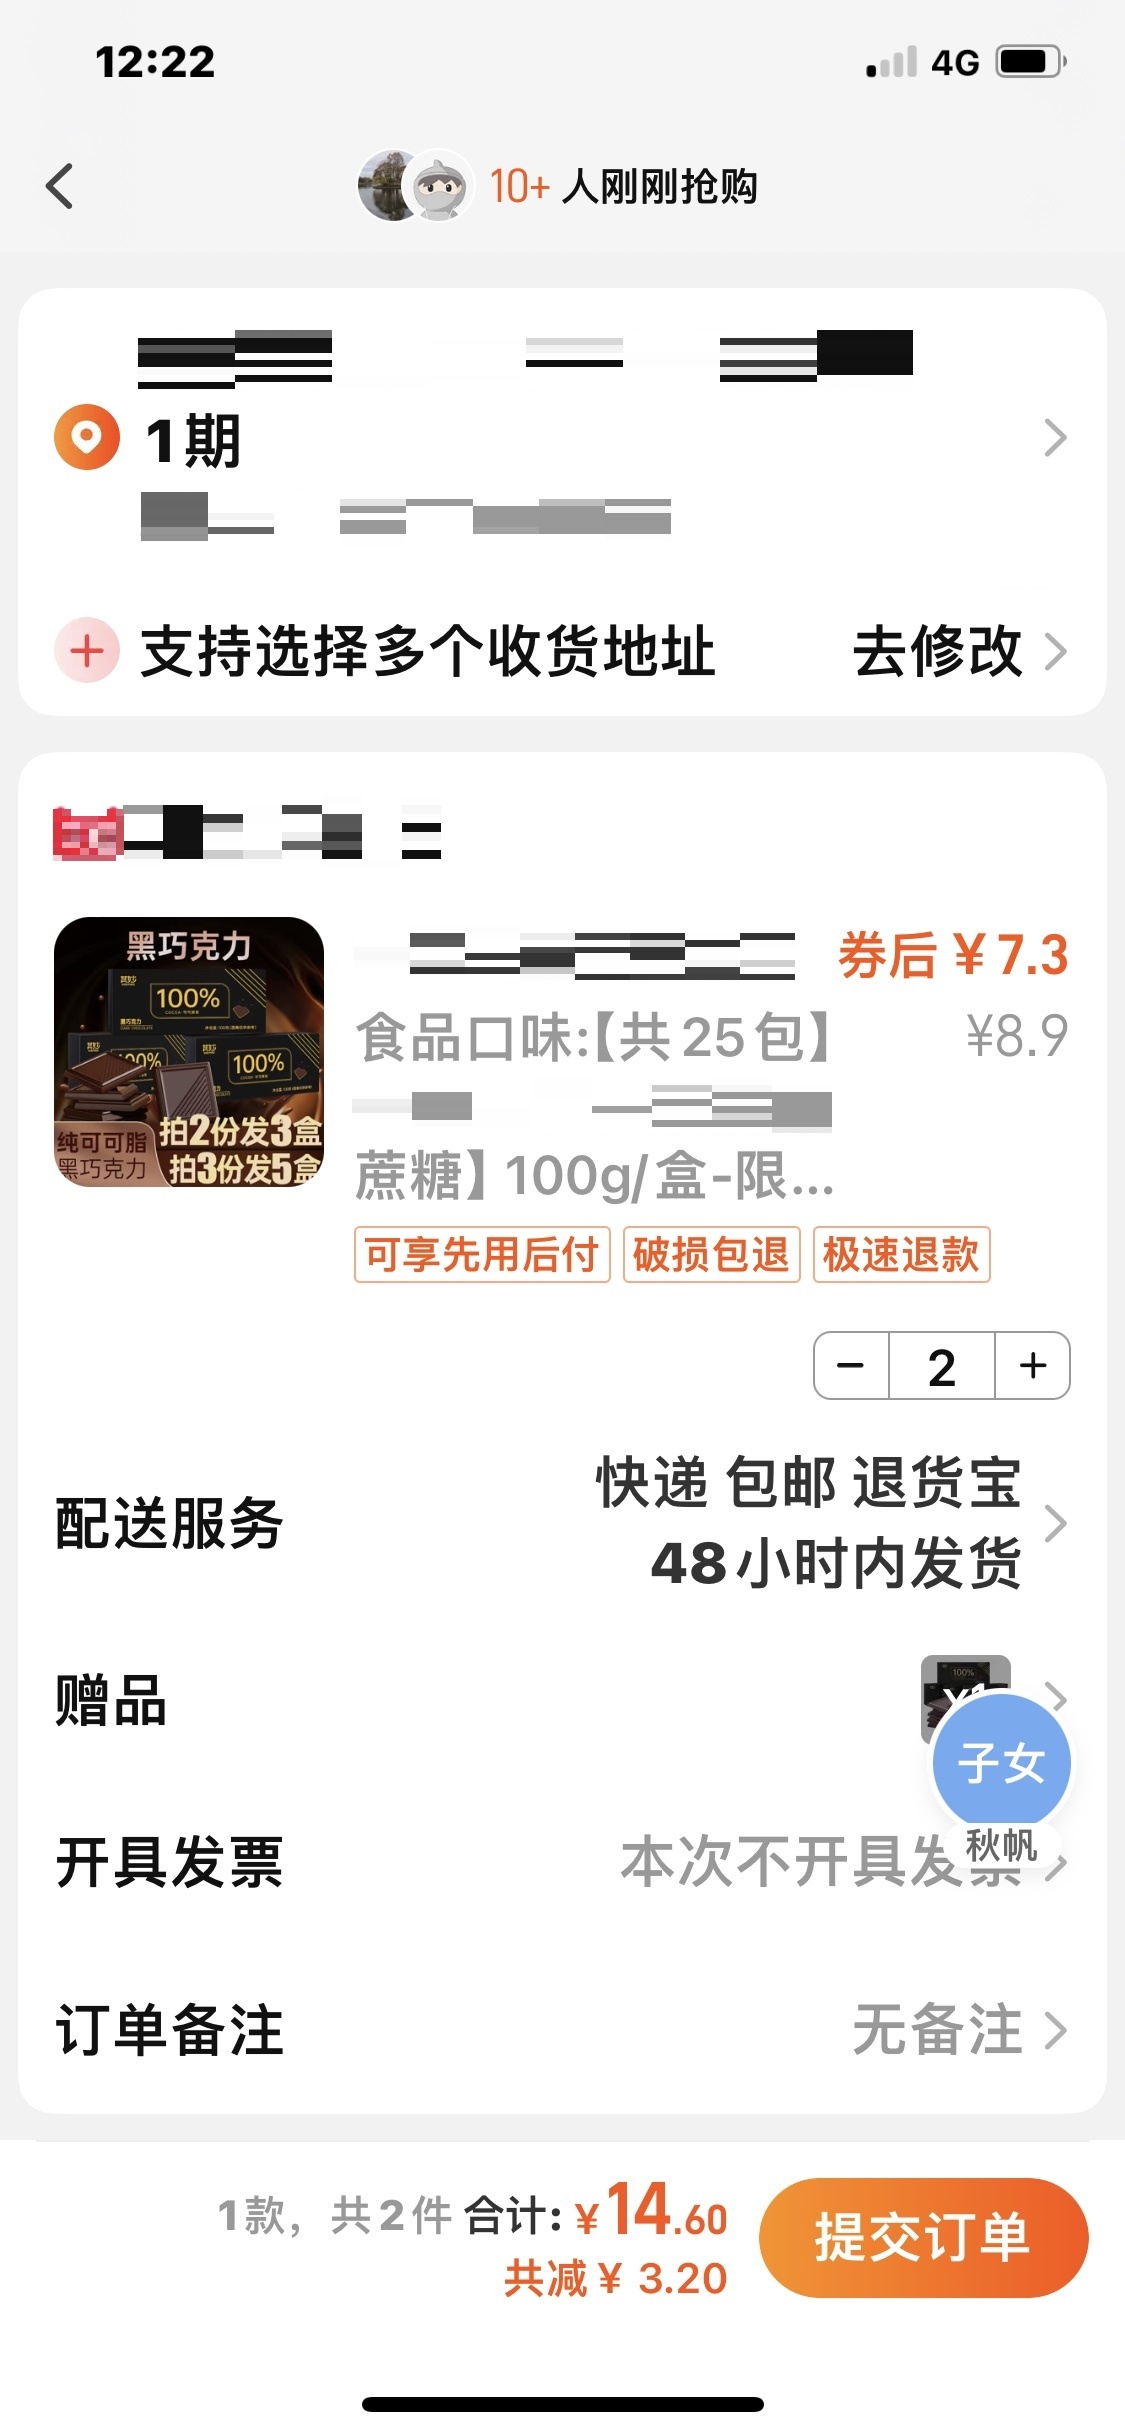 12:22
4G
10+ 人刚刚抢购
1期
支持选择多个收货地址 去修改
黑巧克力
100%
100%
100%
纯可可脂
黑巧克力
拍2份发3盒
拍3份发5盒
券后 ¥7.3
食品口味:【共25包】 ¥8.9
蔗糖】100g/盒-限...
可享先用后付 破损包退 极速退款
2
配送服务 快递 包邮 退货宝
48小时内发货
赠品
子女
秋帆
开具发票 本次不开具发票
订单备注 无备注
1款，共2件 合计: ¥14.60
共减¥ 3.20
提交订单